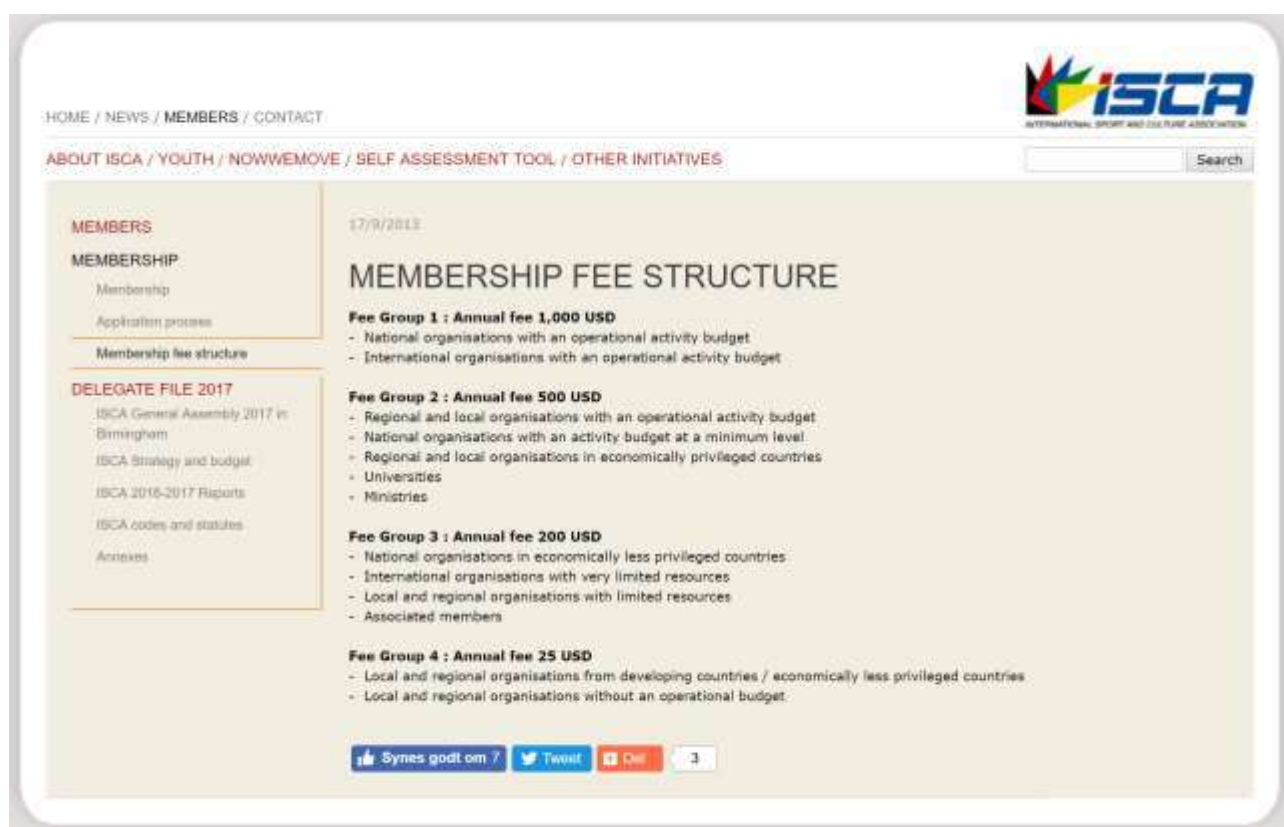 ISCA
INTERNATIONAL SPORT AND CULTURE ASSOCIATION
HOME / NEWS / MEMBERS / CONTACT
ABOUT ISCA / YOUTH / NOWWEMOVE / SELF ASSESSMENT TOOL / OTHER INITIATIVES
Search
MEMBERS
MEMBERSHIP
Membership
Application process
Membership fee structure
DELEGATE FILE 2017
ISCA General Assembly 2017 in
Birmingham
ISCA Strategy and budget
ISCA 2016-2017 Reports
ISCA codes and statutes
Annexes
17/9/2013
MEMBERSHIP FEE STRUCTURE
Fee Group 1 : Annual fee 1,000 USD
- National organisations with an operational activity budget
- International organisations with an operational activity budget
Fee Group 2 : Annual fee 500 USD
- Regional and local organisations with an operational activity budget
- National organisations with an activity budget at a minimum level
- Regional and local organisations in economically privileged countries
- Universities
- Ministries
Fee Group 3 : Annual fee 200 USD
- National organisations in economically less privileged countries
- International organisations with very limited resources
- Local and regional organisations with limited resources
- Associated members
Fee Group 4 : Annual fee 25 USD
- Local and regional organisations from developing countries / economically less privileged countries
- Local and regional organisations without an operational budget
Synes godt om 7 Tweet Del 3